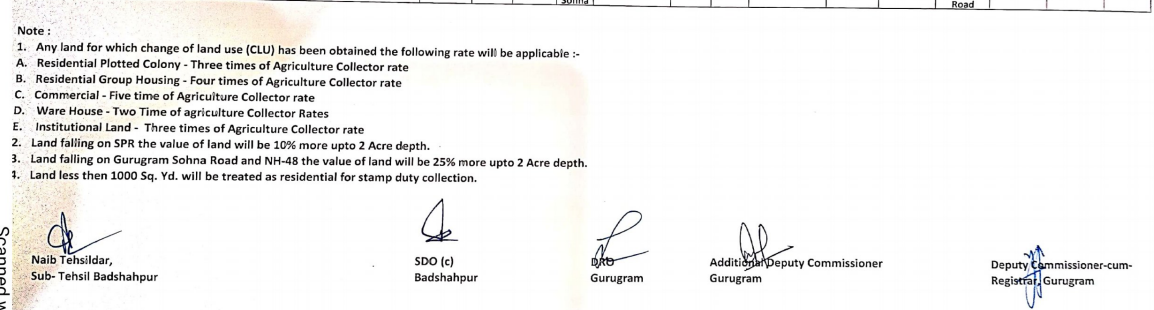 Sohna Road
Note :
1. Any land for which change of land use (CLU) has been obtained the following rate will be applicable :-
A. Residential Plotted Colony - Three times of Agriculture Collector rate
B. Residential Group Housing - Four times of Agriculture Collector rate
C. Commercial - Five time of Agriculture Collector rate
D. Ware House - Two Time of agriculture Collector Rates
E. Institutional Land - Three times of Agriculture Collector rate
2. Land falling on SPR the value of land will be 10% more upto 2 Acre depth.
3. Land falling on Gurugram Sohna Road and NH-48 the value of land will be 25% more upto 2 Acre depth.
4. Land less then 1000 Sq. Yd. will be treated as residential for stamp duty collection.
Naib Tehsildar, SDO (c) DRO Additional Deputy Commissioner Deputy Commissioner-cum-
Sub- Tehsil Badshahpur Badshahpur Gurugram Gurugram Registrar, Gurugram
Scanned